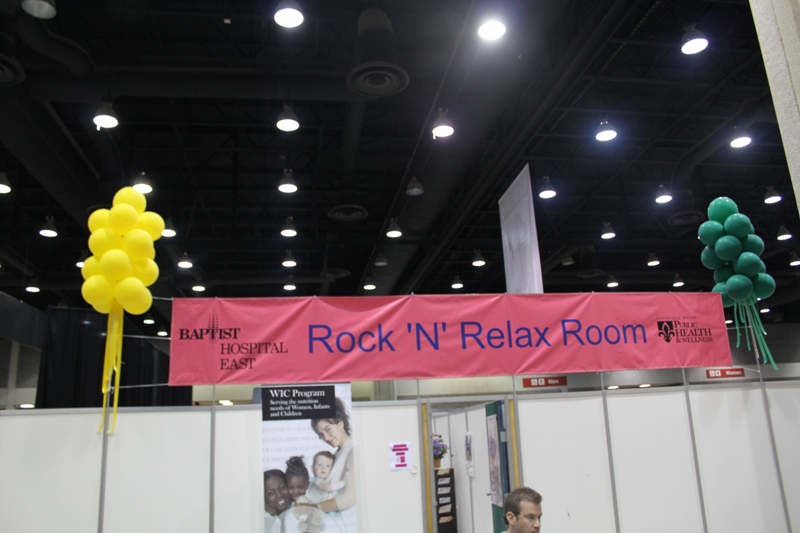 BAPTIST
HOSPITAL
EAST
Rock 'N' Relax Room
PUBLIC
HEALTH
& WELLNESS
Men
Women
WIC Program
Serving the nutrition
needs of Women, Infants
and Children